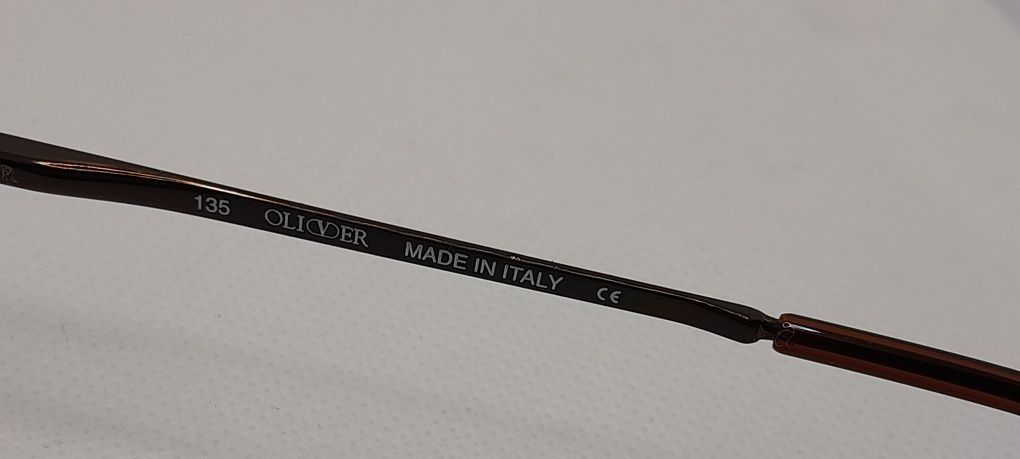 R
135 OLIVER MADE IN ITALY CE